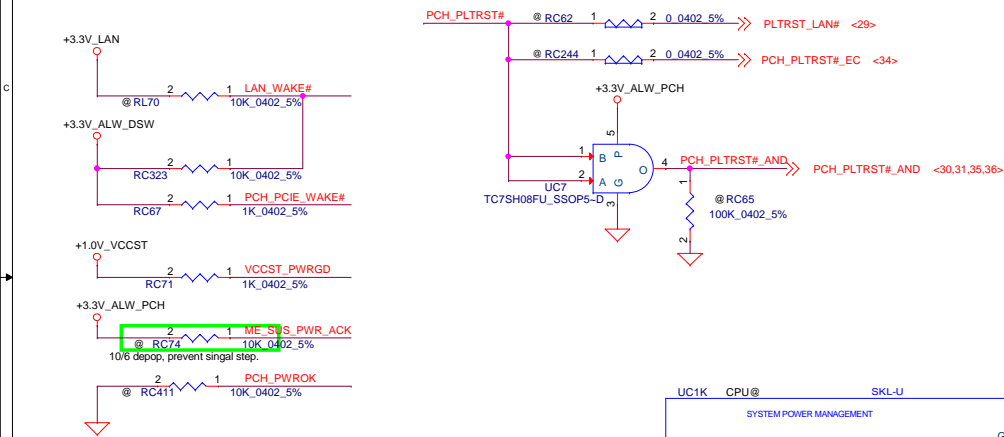 PCH_PLTRST#
@ RC62 1 2 0_0402_5% PLTRST_LAN# <29>
@ RC244 1 2 0_0402_5% PCH_PLTRST#_EC <34>
+3.3V_LAN
C
2 1 LAN_WAKE#
@ RL70 10K_0402_5%
+3.3V_ALW_DSW
2 1
RC323 10K_0402_5%
2 1 PCH_PCIE_WAKE#
RC67 1K_0402_5%
+1.0V_VCCST
2 1 VCCST_PWRGD
RC71 1K_0402_5%
+3.3V_ALW_PCH
2 1 ME_SUS_PWR_ACK
@ RC74 10K_0402_5%
10/6 depop, prevent singal step.
2 1 PCH_PWROK
@ RC411 10K_0402_5%
+3.3V_ALW_PCH
5
1 B P
O 4 PCH_PLTRST#_AND PCH_PLTRST#_AND <30,31,35,36>
2 A G
UC7
TC7SH08FU_SSOP5~D
3
1
@ RC65
100K_0402_5%
2
UC1K CPU@ SKL-U
SYSTEM POWER MANAGEMENT
G